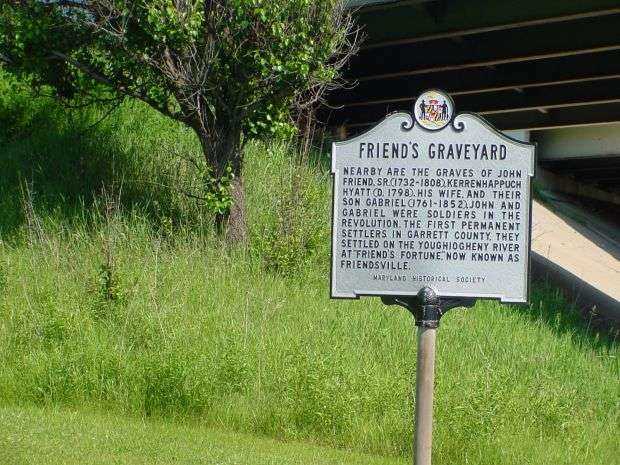 FRIEND'S GRAVEYARD
NEARBY ARE THE GRAVES OF JOHN
FRIEND, SR.(1732-1808), KERRENHAPPUCH
HYATT (D. 1798), HIS WIFE, AND THEIR
SON GABRIEL (1761-1852). JOHN AND
GABRIEL WERE SOLDIERS IN THE
REVOLUTION. THE FIRST PERMANENT
SETTLERS IN GARRETT COUNTY, THEY
SETTLED ON THE YOUGHIOGHENY RIVER
AT "FRIEND'S FORTUNE," NOW KNOWN AS
FRIENDSVILLE.
MARYLAND HISTORICAL SOCIETY